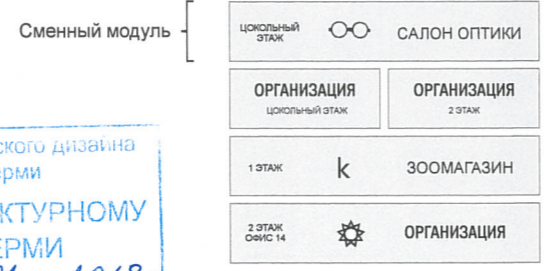 Сменный модуль
ЦОКОЛЬНЫЙ
ЭТАЖ
САЛОН ОПТИКИ
ОРГАНИЗАЦИЯ
ЦОКОЛЬНЫЙ ЭТАЖ
ОРГАНИЗАЦИЯ
2 ЭТАЖ
1 ЭТАЖ
k
ЗООМАГАЗИН
2 ЭТАЖ
ОФИС 14
ОРГАНИЗАЦИЯ
ского дизайна
рми
КТУРНОМУ
ЕРМИ